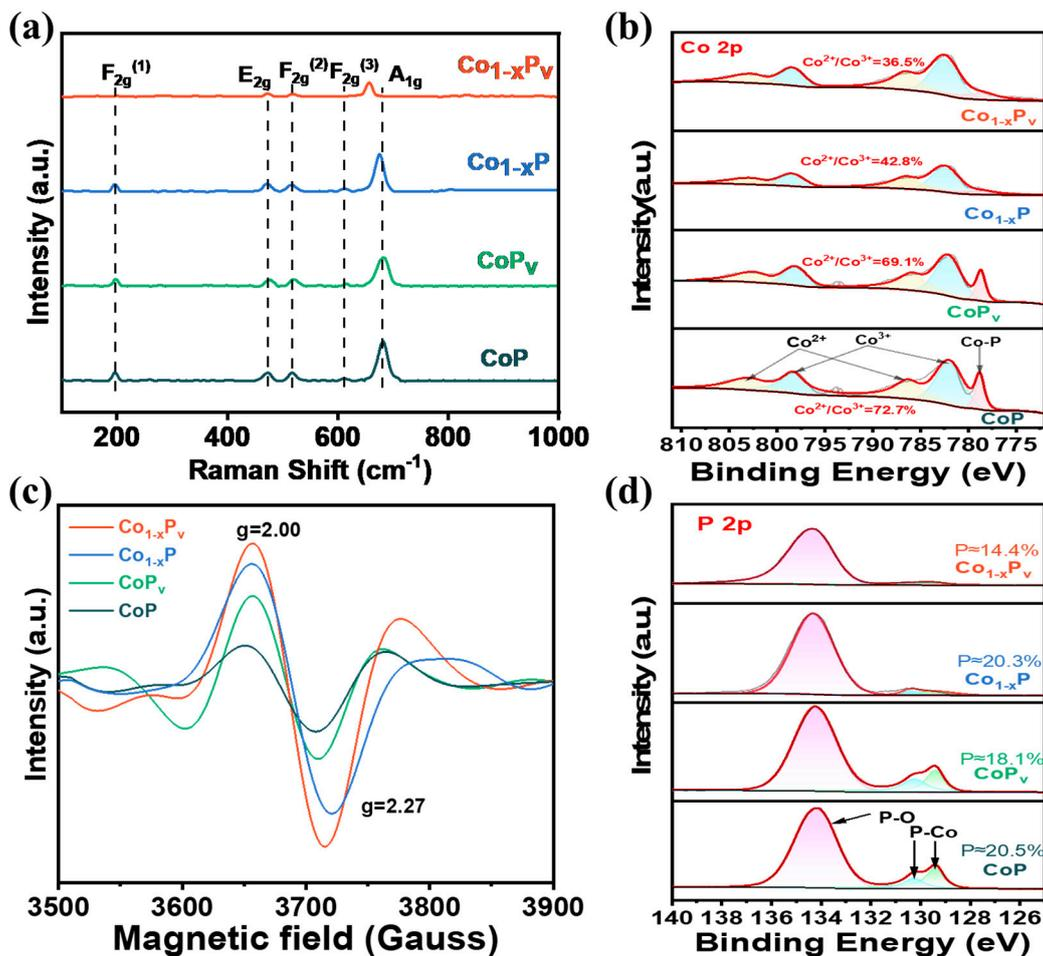 (a)
F2g(1)
E2g
F2g(2)
F2g(3)
A1g
Co1-xPv
Co1-xP
CoPv
CoP
Intensity (a.u.)
200
400
600
800
1000
Raman Shift (cm-1)
(b)
Co 2p
Co2+/Co3+=36.5%
Co1-xPv
Co2+/Co3+=42.8%
Co1-xP
Co2+/Co3+=69.1%
CoPv
Co2+
Co3+
Co-P
Co2+/Co3+=72.7%
CoP
Intensity(a.u.)
810 805 800 795 790 785 780 775
Binding Energy (eV)
(c)
Co1-xPv
Co1-xP
CoPv
CoP
g=2.00
g=2.27
Intensity (a.u.)
3500
3600
3700
3800
3900
Magnetic field (Gauss)
(d)
P 2p
P≈14.4%
Co1-xPv
P≈20.3%
Co1-xP
P≈18.1%
CoPv
P-O
P-Co
P≈20.5%
CoP
Intensity (a.u.)
140 138 136 134 132 130 128 126
Binding Energy (eV)